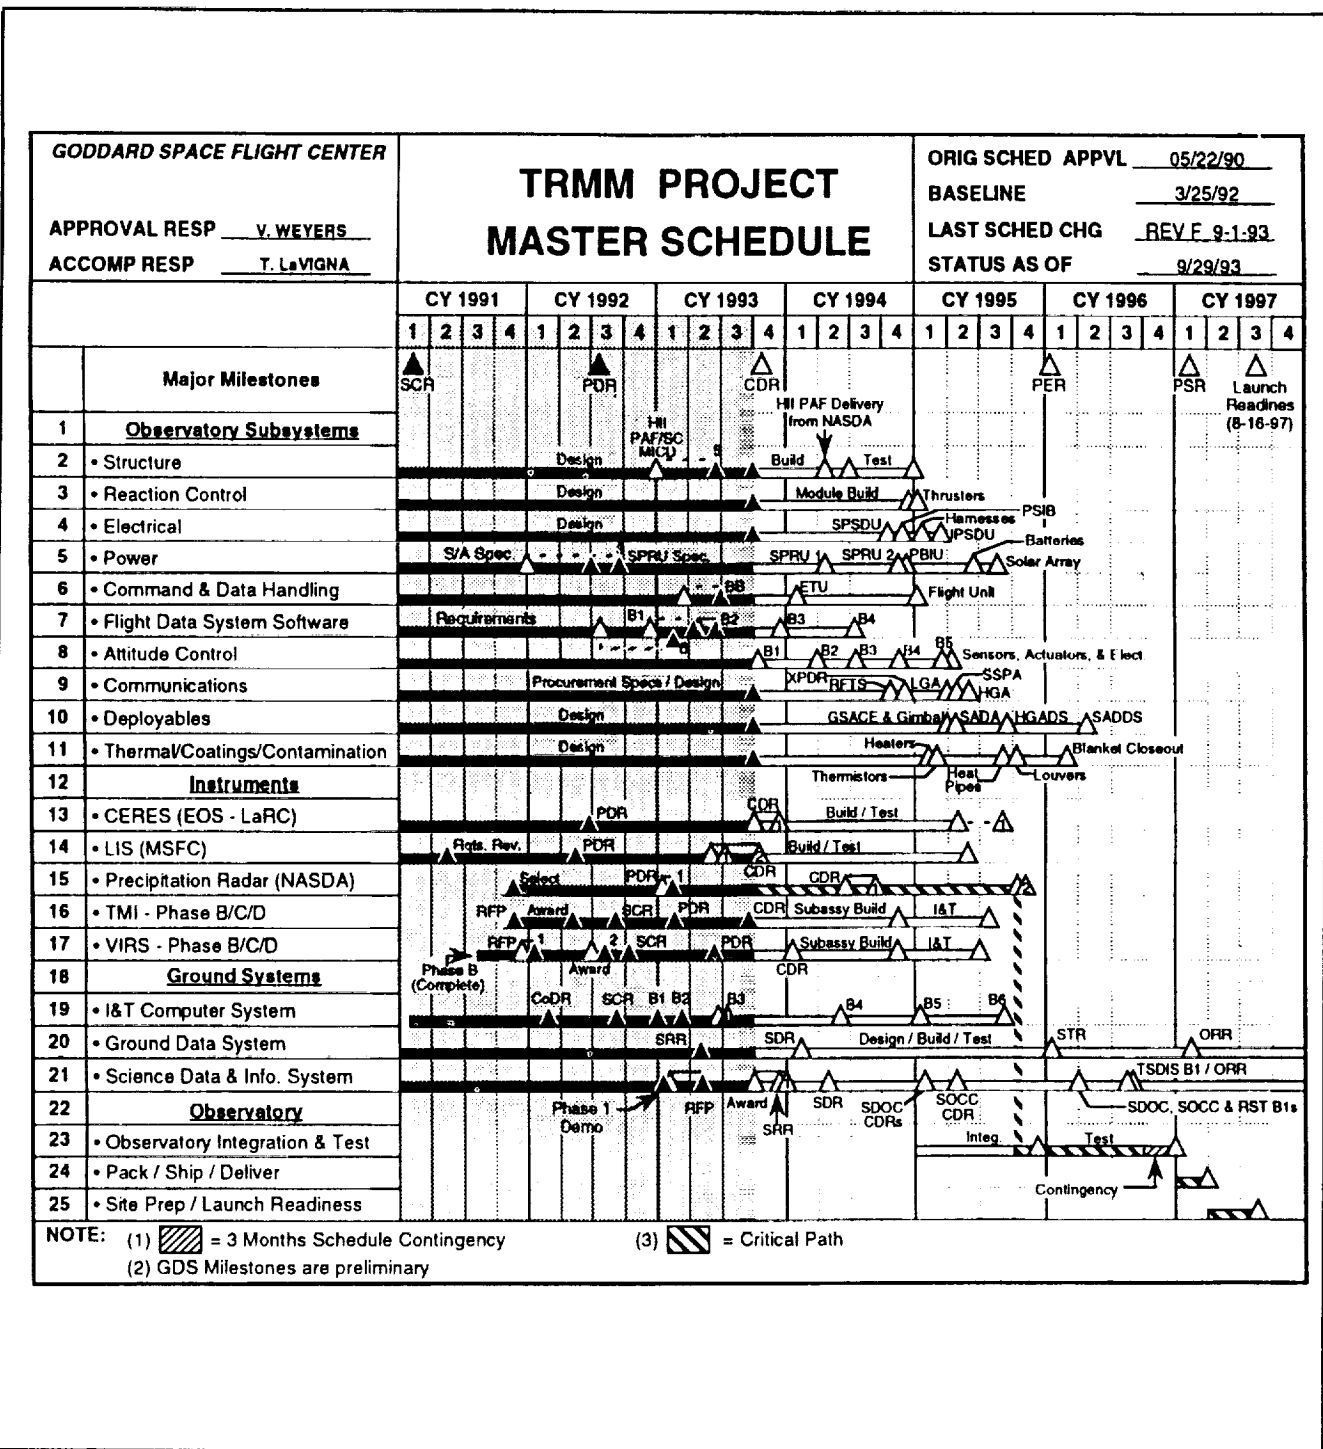 GODDARD SPACE FLIGHT CENTER
APPROVAL RESP V. WEYERS
ACCOMP RESP T. LaVIGNA
TRMM PROJECT
MASTER SCHEDULE
ORIG SCHED APPVL 05/22/90
BASELINE 3/25/92
LAST SCHED CHG REV F 9-1-93
STATUS AS OF 9/29/93
CY 1991 CY 1992 CY 1993 CY 1994 CY 1995 CY 1996 CY 1997
1 2 3 4 1 2 3 4 1 2 3 4 1 2 3 4 1 2 3 4 1 2 3 4 1 2 3 4
Major Milestones
SCR PDR CDR PER PSR Launch
Readines
(8-16-97)
HII PAF Delivery
from NASDA
1 Observatory Subsystems
HII
PAF/SC
MICD
2 • Structure Design 5 Build Test
3 • Reaction Control Design Module Build Thrusters
4 • Electrical Design SPSDU PSIB Harnesses IPSDU
5 • Power S/A Spec. SPRU Spec. SPRU 1 SPRU 2 PBIU Batteries Solar Array
6 • Command & Data Handling BB ETU Flight Unit
7 • Flight Data System Software Requirements B1 B2 B3 B4
8 • Attitude Control 6 B1 B2 B3 B4 B5 Sensors, Actuators, & Elect
9 • Communications Procurement Specs / Design XPDR RFTS LGA SSPA HGA
10 • Deployables Design GSACE & Gimbal SADA HGADS SADDS
11 • Thermal/Coatings/Contamination Design Heaters Blanket Closeout
Thermistors Heat
Pipes Louvers
12 Instruments
13 • CERES (EOS - LaRC) PDR CDR Build / Test
14 • LIS (MSFC) Rqts. Rev. PDR Build / Test
CDR
15 • Precipitation Radar (NASDA) Select PDR 1 CDR
16 • TMI - Phase B/C/D RFP Award SCR PDR CDR Subassy Build I&T
17 • VIRS - Phase B/C/D RFP 1 2 SCR PDR Subassy Build I&T
Phase B
(Complete)
Award CDR
18 Ground Systems
19 • I&T Computer System CoDR SCR B1 B2 B3 B4 B5 B6
20 • Ground Data System SRR SDR Design / Build / Test STR ORR
21 • Science Data & Info. System TSDIS B1 / ORR
Phase 1
Demo
RFP Award SRR SDR SDOC
CDRs
SOCC
CDR
SDOC, SOCC & RST B1s
22 Observatory
23 • Observatory Integration & Test Integ. Test
24 • Pack / Ship / Deliver
Contingency
25 • Site Prep / Launch Readiness
NOTE: (1) = 3 Months Schedule Contingency (3) = Critical Path
(2) GDS Milestones are preliminary